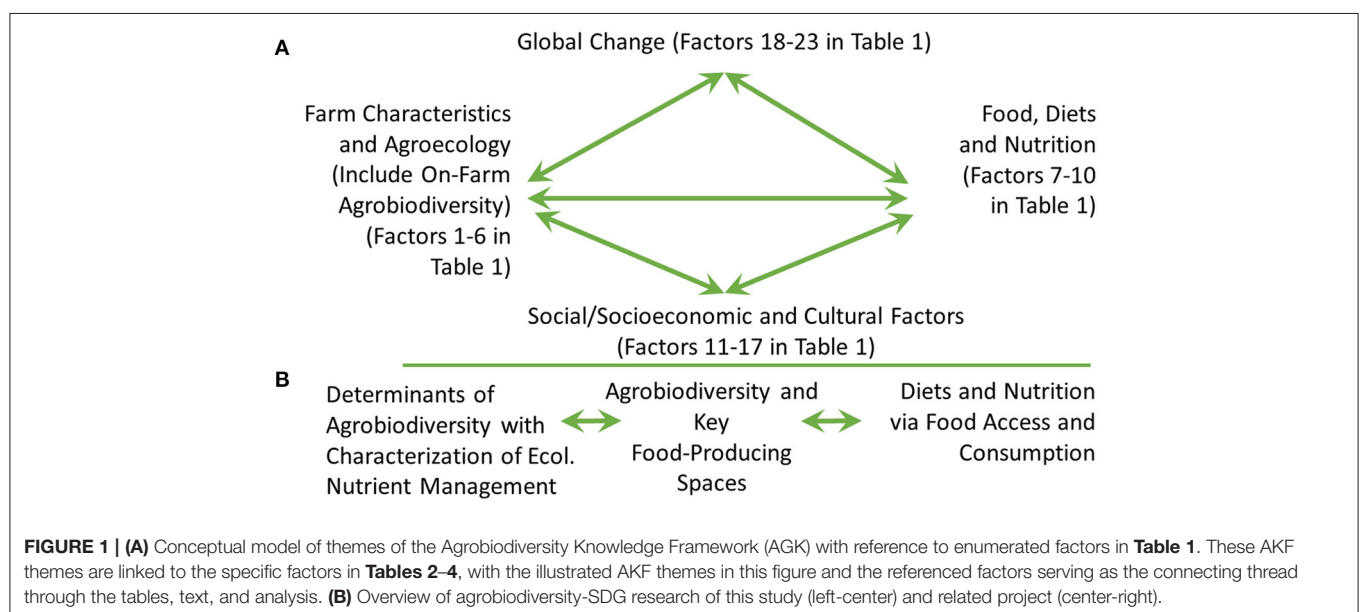 A
Global Change (Factors 18-23 in Table 1)
Farm Characteristics
and Agroecology
(Include On-Farm
Agrobiodiversity)
(Factors 1-6 in
Table 1)
Food, Diets
and Nutrition
(Factors 7-10
in Table 1)
Social/Socioeconomic and Cultural Factors
(Factors 11-17 in Table 1)
B
Determinants of
Agrobiodiversity with
Characterization of Ecol.
Nutrient Management
Agrobiodiversity and
Key
Food-Producing
Spaces
Diets and Nutrition
via Food Access and
Consumption
FIGURE 1 | (A) Conceptual model of themes of the Agrobiodiversity Knowledge Framework (AGK) with reference to enumerated factors in Table 1. These AKF
themes are linked to the specific factors in Tables 2–4, with the illustrated AKF themes in this figure and the referenced factors serving as the connecting thread
through the tables, text, and analysis. (B) Overview of agrobiodiversity-SDG research of this study (left-center) and related project (center-right).